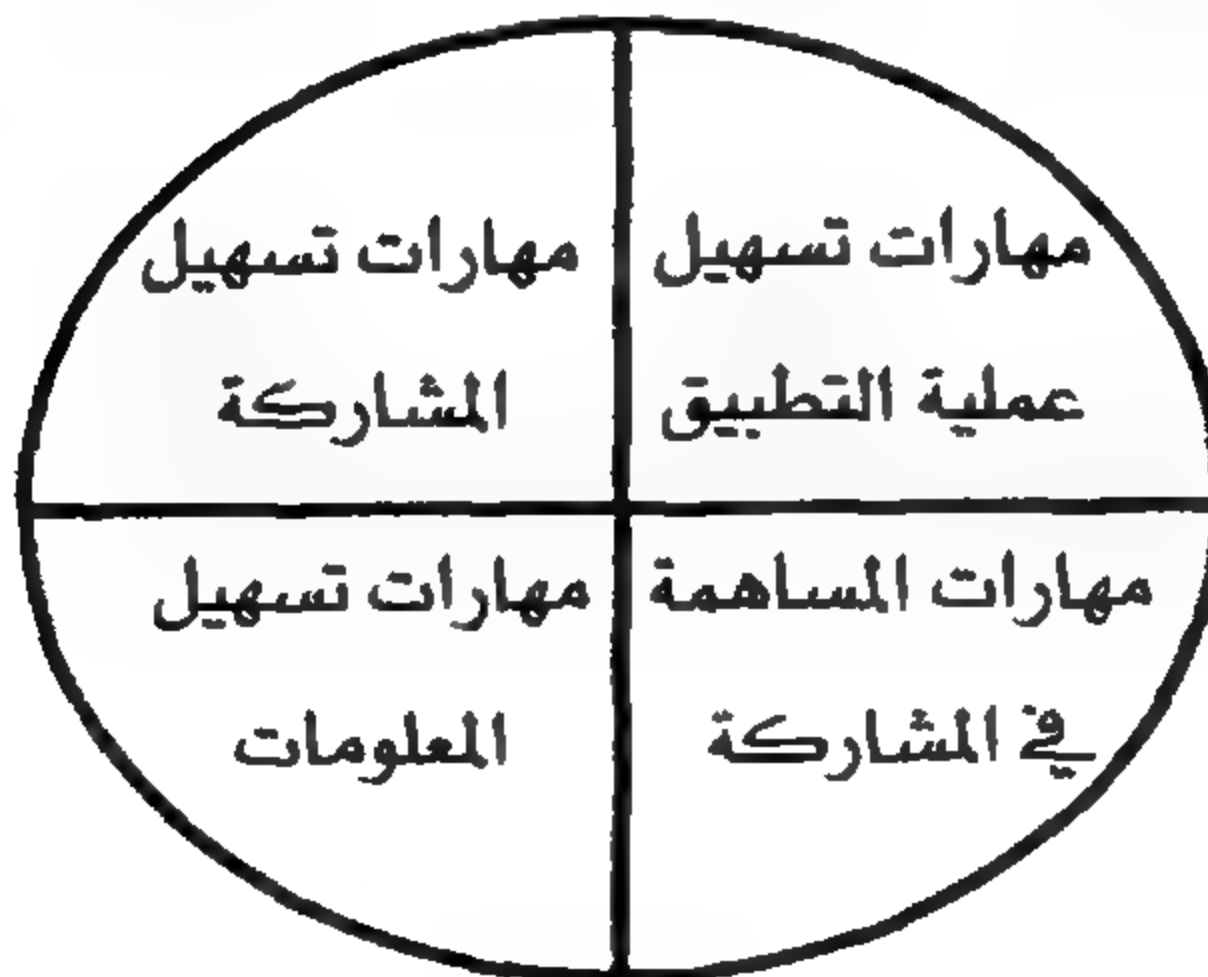 مهارات تسهيل
عملية التطبيق
مهارات تسهيل
المشاركة
مهارات المساهمة
في المشاركة
مهارات تسهيل
المعلومات